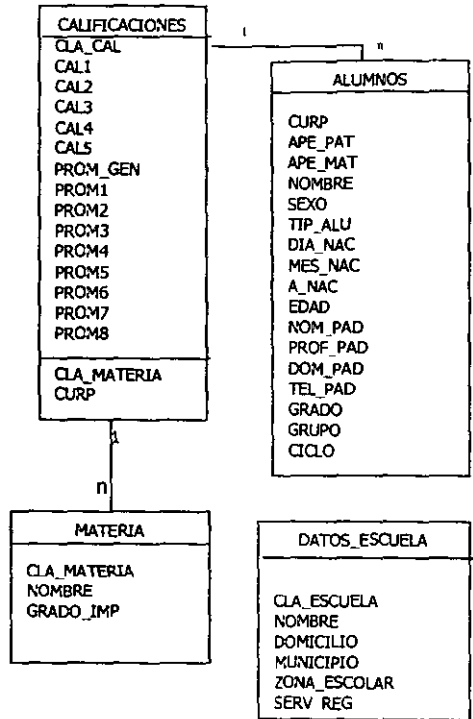 CALIFICACIONES
CLA_CAL
CAL1
CAL2
CAL3
CAL4
CAL5
PROM_GEN
PROM1
PROM2
PROM3
PROM4
PROM5
PROM6
PROM7
PROM8
CLA_MATERIA
CURP
1
n
ALUMNOS
CURP
APE_PAT
APE_MAT
NOMBRE
SEXO
TIP_ALU
DIA_NAC
MES_NAC
A_NAC
EDAD
NOM_PAD
PROF_PAD
DOM_PAD
TEL_PAD
GRADO
GRUPO
CICLO
1
n
MATERIA
CLA_MATERIA
NOMBRE
GRADO_IMP
DATOS_ESCUELA
CLA_ESCUELA
NOMBRE
DOMICILIO
MUNICIPIO
ZONA_ESCOLAR
SERV_REG